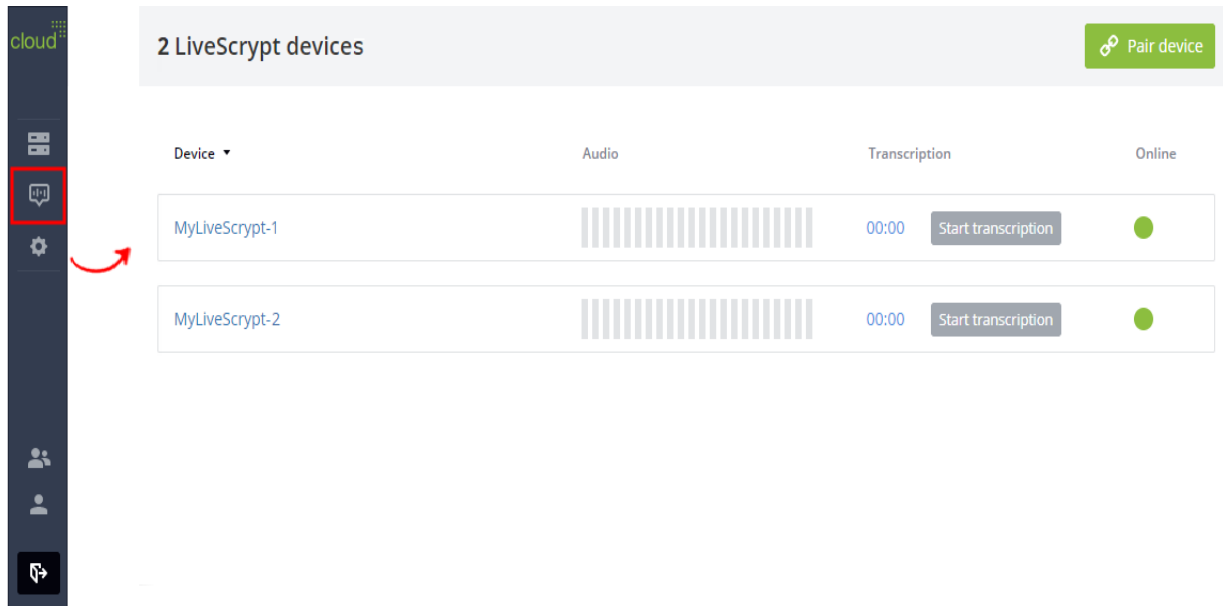 cloud
2 LiveScrypt devices
Pair device
Device Audio Transcription Online
MyLiveScrypt-1 00:00 Start transcription
MyLiveScrypt-2 00:00 Start transcription